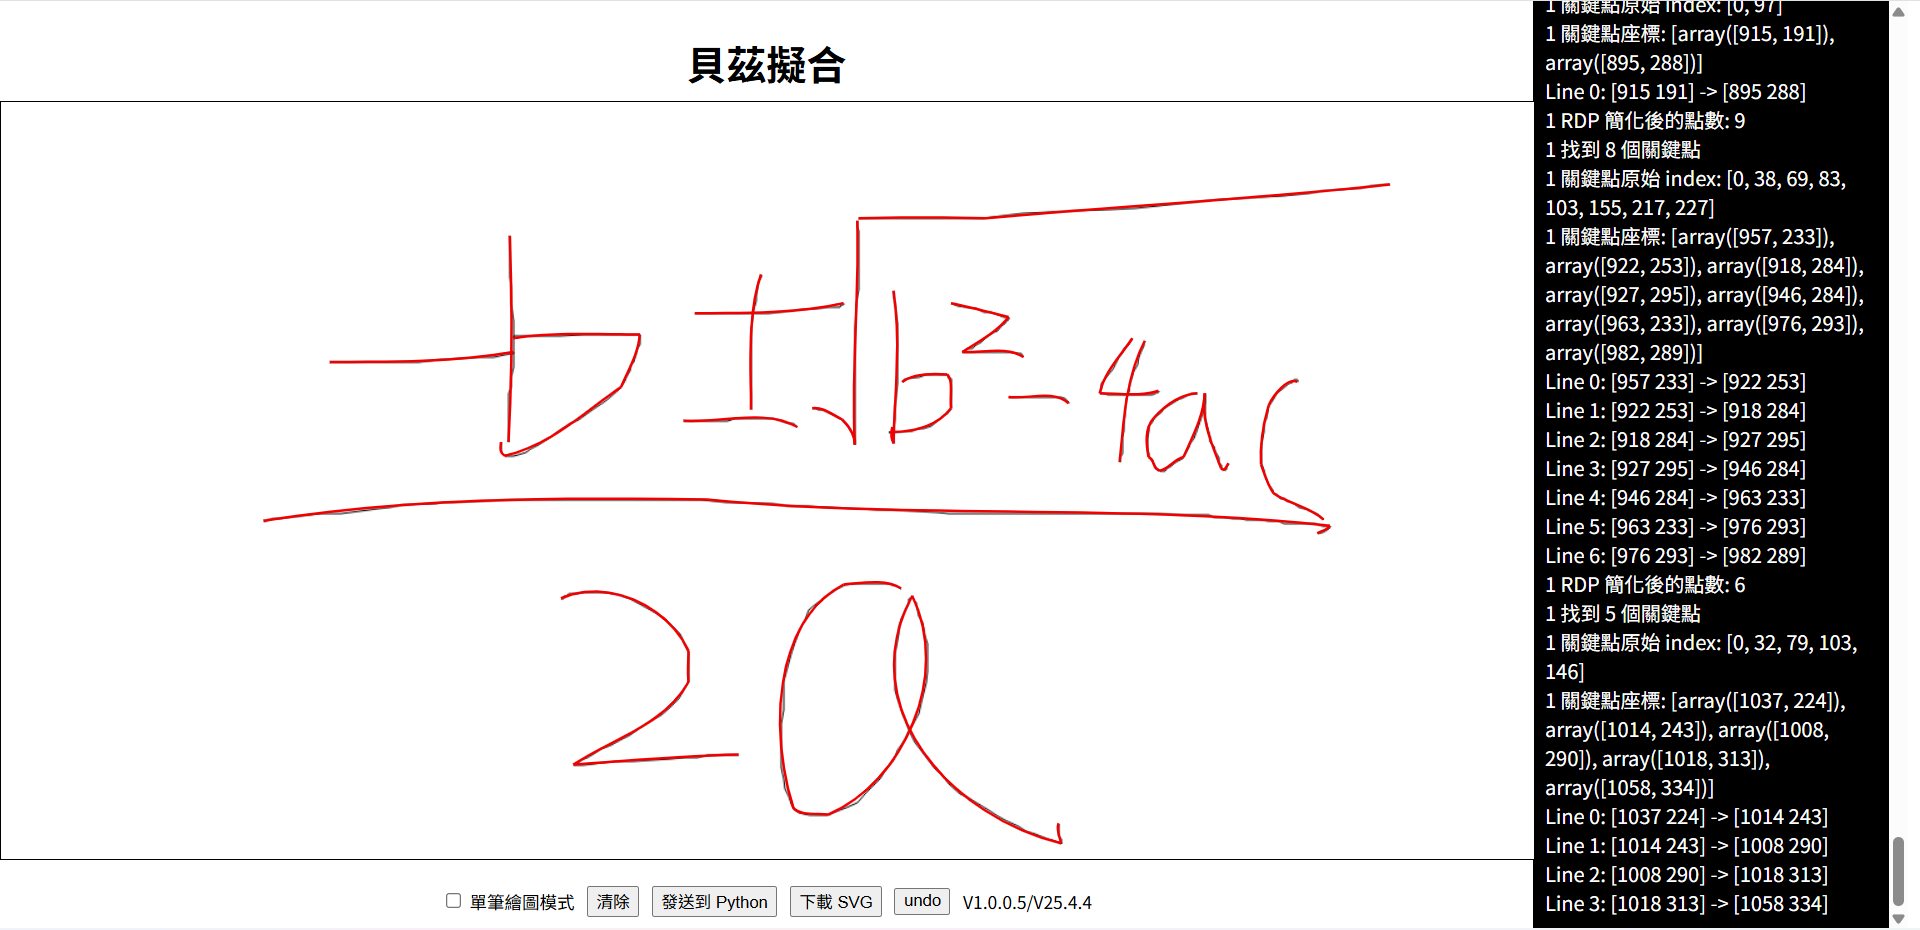 貝茲擬合
-b±√b²-4ac
2a
單筆繪圖模式 清除 發送到 Python 下載 SVG undo V1.0.0.5/V25.4.4
1 關鍵點原始 index: [0, 97]
1 關鍵點座標: [array([915, 191]),
array([895, 288])]
Line 0: [915 191] -> [895 288]
1 RDP 簡化後的點數: 9
1 找到 8 個關鍵點
1 關鍵點原始 index: [0, 38, 69, 83,
103, 155, 217, 227]
1 關鍵點座標: [array([957, 233]),
array([922, 253]), array([918, 284]),
array([927, 295]), array([946, 284]),
array([963, 233]), array([976, 293]),
array([982, 289])]
Line 0: [957 233] -> [922 253]
Line 1: [922 253] -> [918 284]
Line 2: [918 284] -> [927 295]
Line 3: [927 295] -> [946 284]
Line 4: [946 284] -> [963 233]
Line 5: [963 233] -> [976 293]
Line 6: [976 293] -> [982 289]
1 RDP 簡化後的點數: 6
1 找到 5 個關鍵點
1 關鍵點原始 index: [0, 32, 79, 103,
146]
1 關鍵點座標: [array([1037, 224]),
array([1014, 243]), array([1008,
290]), array([1018, 313]),
array([1058, 334])]
Line 0: [1037 224] -> [1014 243]
Line 1: [1014 243] -> [1008 290]
Line 2: [1008 290] -> [1018 313]
Line 3: [1018 313] -> [1058 334]